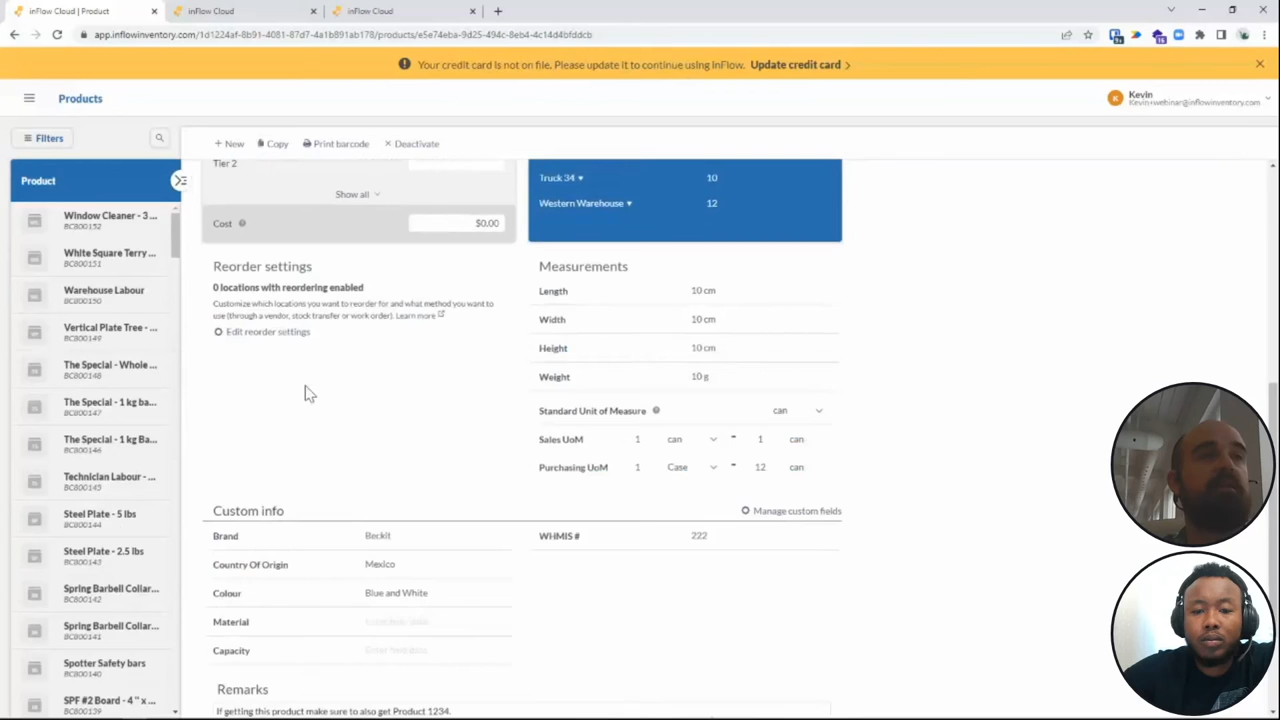 inFlow Cloud | Product
inFlow Cloud
inFlow Cloud
app.inflowinventory.com/1d1224af-8b91-4081-87d7-4a1b891ab178/products/e5e74eba-9d25-494c-8eb4-4c14d4bfddcb
Your credit card is not on file. Please update it to continue using inFlow. Update credit card
Products
K
Kevin
Kevin+webinar@inflowinventory.com
Filters
+ New
Copy
Print barcode
× Deactivate
Product
Window Cleaner - 3 ...
BC800152
White Square Terry ...
BC800151
Warehouse Labour
BC800150
Vertical Plate Tree - ...
BC800149
The Special - Whole ...
BC800148
The Special - 1 kg ba...
BC800147
The Special - 1 kg Ba...
BC800146
Technician Labour - ...
BC800145
Steel Plate - 5 lbs
BC800144
Steel Plate - 2.5 lbs
BC800143
Spring Barbell Collar...
BC800142
Spring Barbell Collar...
BC800141
Spotter Safety bars
BC800140
SPF #2 Board - 4 " x ...
BC800139
Tier 2
Show all
Cost
$0.00
Truck 34 10
Western Warehouse 12
Reorder settings
0 locations with reordering enabled
Customize which locations you want to reorder for and what method you want to
use (through a vendor, stock transfer or work order). Learn more
Edit reorder settings
Measurements
Length 10 cm
Width 10 cm
Height 10 cm
Weight 10 g
Standard Unit of Measure can
Sales UoM 1 can = 1 can
Purchasing UoM 1 Case = 12 can
Custom info
Manage custom fields
Brand Beckit
Country Of Origin Mexico
Colour Blue and White
Material
Capacity
WHMIS # 222
Remarks
If getting this product make sure to also get Product 1234.